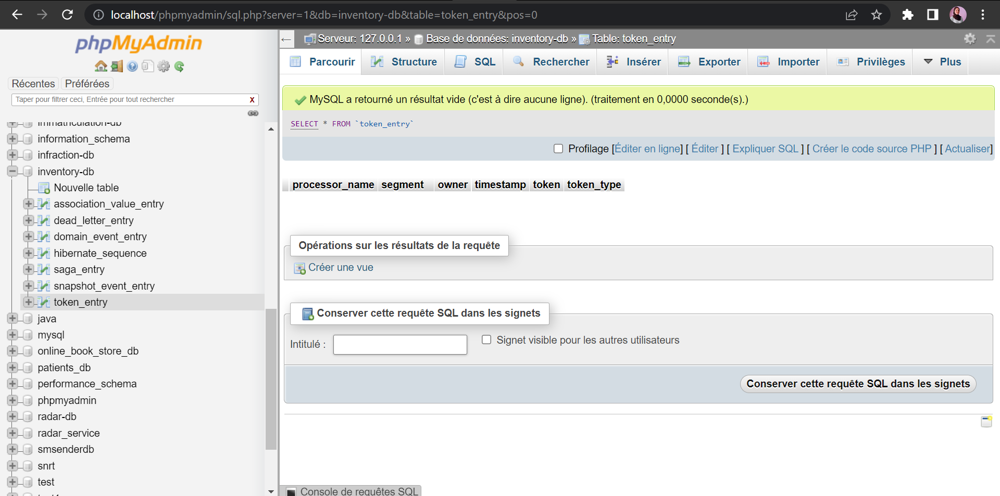 localhost/phpmyadmin/sql.php?server=1&db=inventory-db&table=token_entry&pos=0
phpMyAdmin
Récentes Préférées
Taper pour filtrer ceci, Entrée pour tout rechercher X
immatriculation-db
information_schema
infraction-db
inventory-db
Nouvelle table
association_value_entry
dead_letter_entry
domain_event_entry
hibernate_sequence
saga_entry
snapshot_event_entry
token_entry
java
mysql
online_book_store_db
patients_db
performance_schema
phpmyadmin
radar-db
radar_service
smsenderdb
snrt
test
Serveur: 127.0.0.1 » Base de données: inventory-db » Table: token_entry
Parcourir Structure SQL Rechercher Insérer Exporter Importer Privilèges Plus
MySQL a retourné un résultat vide (c'est à dire aucune ligne). (traitement en 0,0000 seconde(s).)
SELECT * FROM `token_entry`
Profilage [Éditer en ligne] [ Éditer ] [ Expliquer SQL ] [ Créer le code source PHP ] [ Actualiser]
processor_name segment owner timestamp token token_type
Opérations sur les résultats de la requête
Créer une vue
Conserver cette requête SQL dans les signets
Intitulé : Signet visible pour les autres utilisateurs
Conserver cette requête SQL dans les signets
Console de requêtes SQL